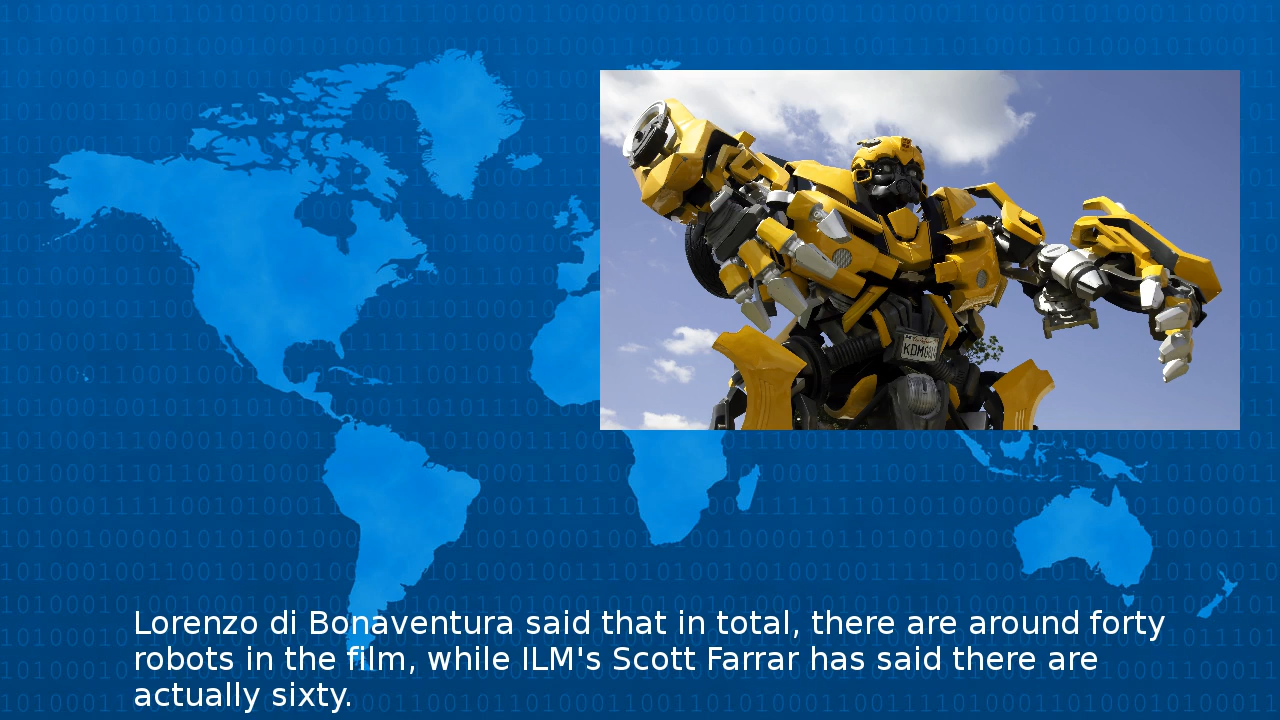 KDM0
Lorenzo di Bonaventura said that in total, there are around forty
robots in the film, while ILM's Scott Farrar has said there are
actually sixty.